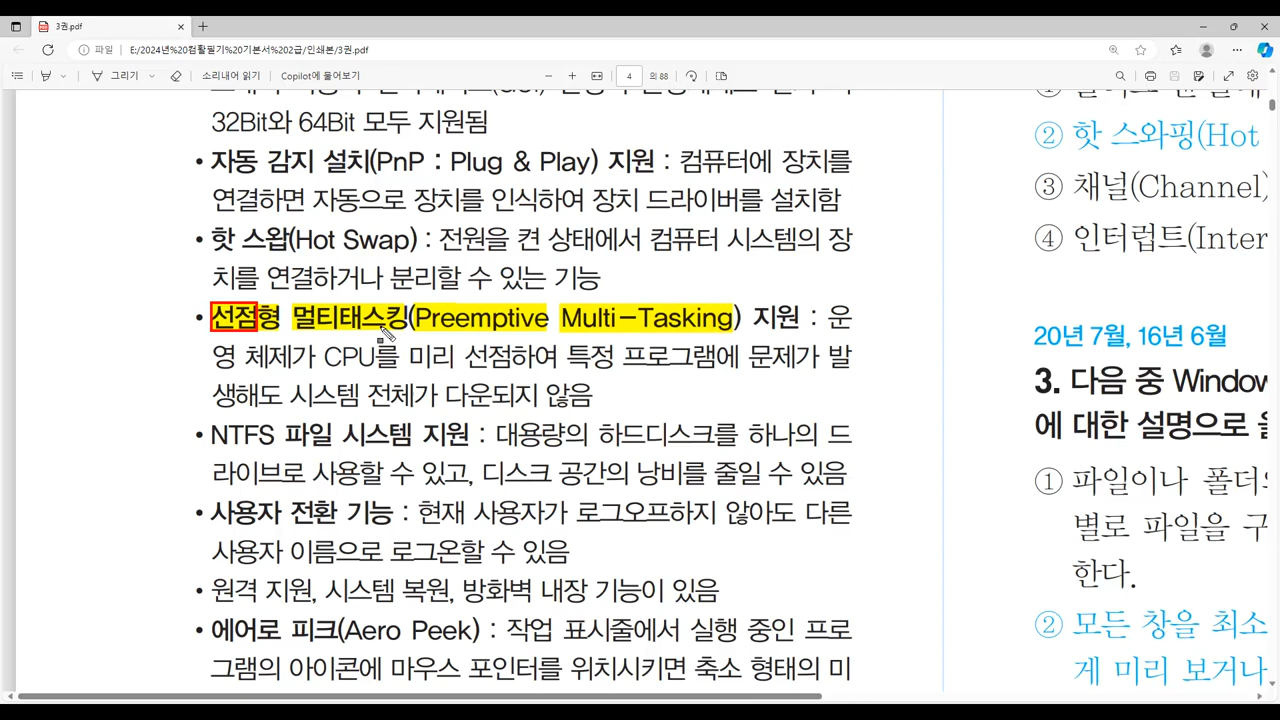 3권.pdf
파일 E:/2024년%20컴활필기%20기본서%202급/인쇄본/3권.pdf
그리기 소리내어 읽기 Copilot에 물어보기 4 의 88
32Bit와 64Bit 모두 지원됨
• 자동 감지 설치(PnP : Plug & Play) 지원 : 컴퓨터에 장치를
연결하면 자동으로 장치를 인식하여 장치 드라이버를 설치함
• 핫 스왑(Hot Swap) : 전원을 켠 상태에서 컴퓨터 시스템의 장
치를 연결하거나 분리할 수 있는 기능
• 선점형 멀티태스킹(Preemptive Multi-Tasking) 지원 : 운
영 체제가 CPU를 미리 선점하여 특정 프로그램에 문제가 발
생해도 시스템 전체가 다운되지 않음
• NTFS 파일 시스템 지원 : 대용량의 하드디스크를 하나의 드
라이브로 사용할 수 있고, 디스크 공간의 낭비를 줄일 수 있음
• 사용자 전환 기능 : 현재 사용자가 로그오프하지 않아도 다른
사용자 이름으로 로그온할 수 있음
• 원격 지원, 시스템 복원, 방화벽 내장 기능이 있음
• 에어로 피크(Aero Peek) : 작업 표시줄에서 실행 중인 프로
그램의 아이콘에 마우스 포인터를 위치시키면 축소 형태의 미
② 핫 스와핑(Hot
③ 채널(Channel)
④ 인터럽트(Inter
20년 7월, 16년 6월
3. 다음 중 Window
에 대한 설명으로
① 파일이나 폴더
별로 파일을 구
한다.
② 모든 창을 최소
게 미리 보거나